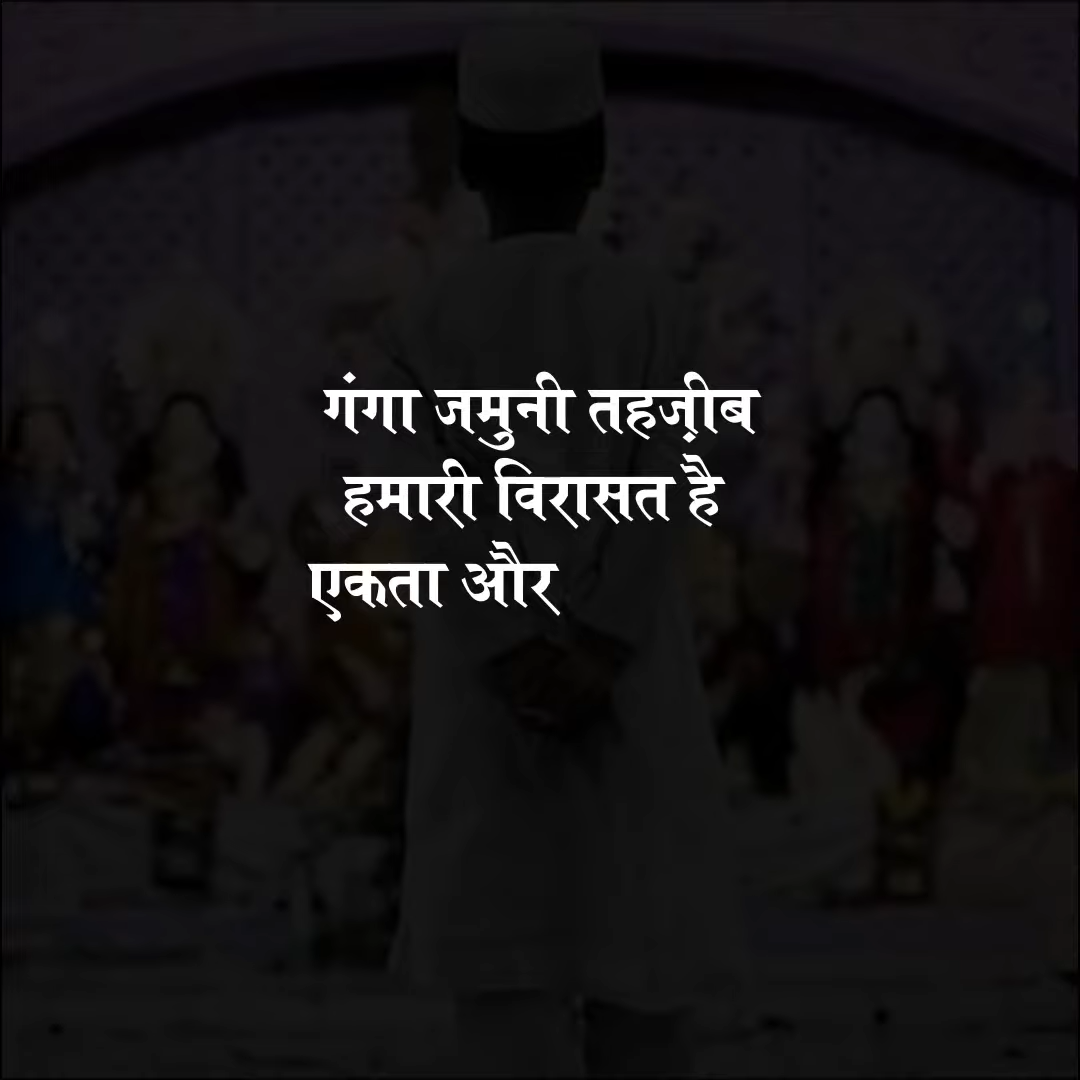 गंगा जमुनी तहज़ीब
हमारी विरासत है
एकता और